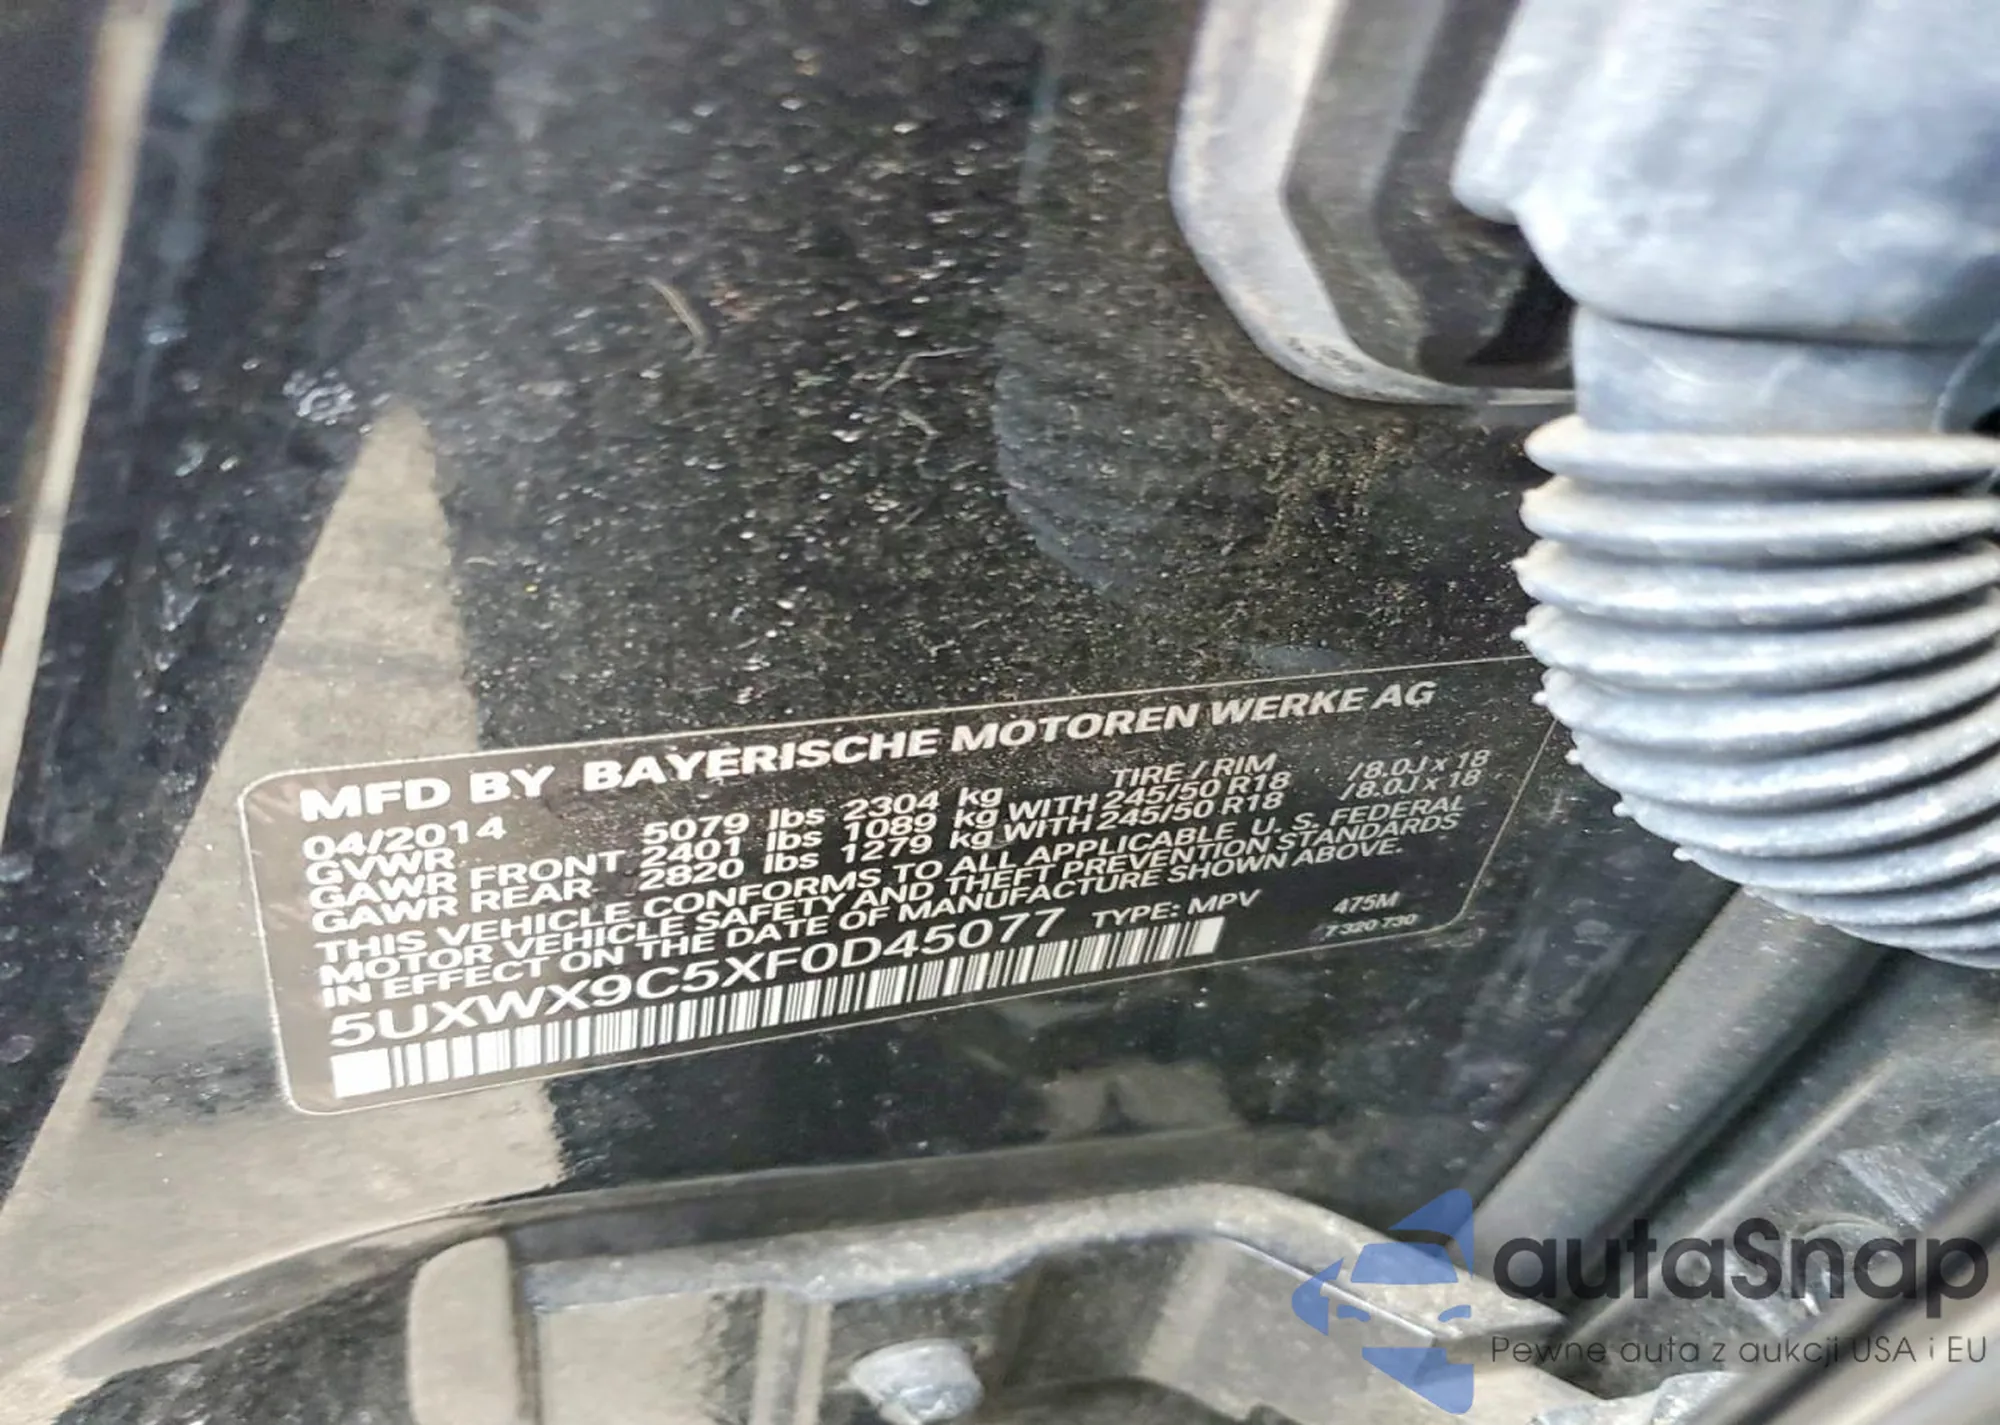 MFD BY BAYERISCHE MOTOREN WERKE AG
04/2014 TIRE / RIM
GVWR 5079 lbs 2304 kg
GAWR FRONT 2401 lbs 1089 kg WITH 245/50 R18 /8.0J x 18
GAWR REAR 2820 lbs 1279 kg WITH 245/50 R18 /8.0J x 18
THIS VEHICLE CONFORMS TO ALL APPLICABLE U. S. FEDERAL
MOTOR VEHICLE SAFETY AND THEFT PREVENTION STANDARDS
IN EFFECT ON THE DATE OF MANUFACTURE SHOWN ABOVE.
5UXWX9C5XF0D45077 TYPE: MPV 475M
7 320 730
autaSnap
Pewne auta z aukcji USA i EU